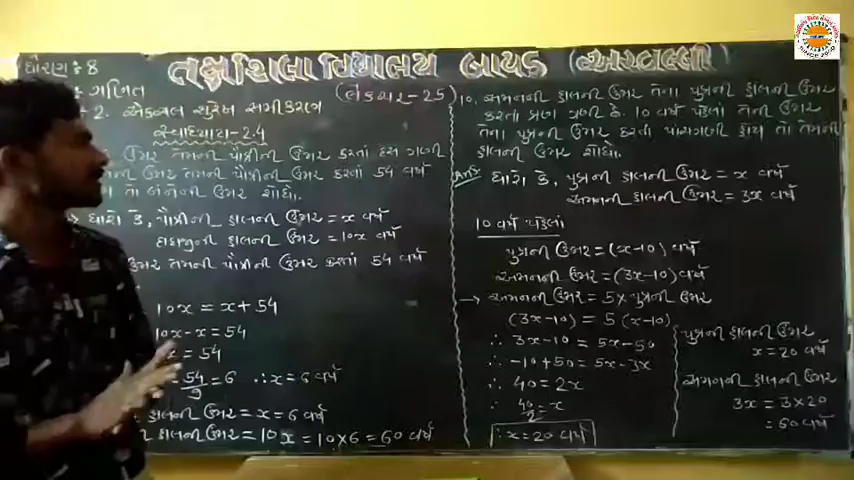 ધોરણ : 8
તક્ષશિલા વિદ્યાલય બાયડ (અરવલ્લી)
ગણિત
(લેકચર-25)
2. એકચલ સુરેખ સમીકરણ
સ્વાધ્યાય-2.4
ઉંમર તેમની પૌત્રીની ઉંમર કરતાં દસ ગણી
ઉંમર તેમની પૌત્રીની ઉંમર કરતાં 54 વર્ષ
તો બંનેની ઉંમર શોધો.
ધારો કે, પૌત્રીની હાલની ઉંમર = x વર્ષ
દાદાજીની હાલની ઉંમર = 10x વર્ષ
ઉંમર તેમની પૌત્રીની ઉંમર કરતાં 54 વર્ષ
10x = x + 54
10x - x = 54
= 54
54/9 = 6 ∴ x = 6 વર્ષ
હાલની ઉંમર = x = 6 વર્ષ
હાલની ઉંમર = 10x = 10 × 6 = 60 વર્ષ
10. અમનની હાલની ઉંમર તેના પુત્રની હાલની ઉંમર
કરતા ત્રણ ગણી છે. 10 વર્ષ પહેલાં તેની ઉંમર
તેના પુત્રની ઉંમર કરતા પાંચગણી હોય તો તેમની
હાલની ઉંમર શોધો.
Ans ધારો કે, પુત્રની હાલની ઉંમર = x વર્ષ
અમનની હાલની ઉંમર = 3x વર્ષ
10 વર્ષ પહેલાં
પુત્રની ઉંમર = (x-10) વર્ષ
અમનની ઉંમર = (3x-10) વર્ષ
→ અમનની ઉંમર = 5 × પુત્રની ઉંમર
(3x-10) = 5 (x-10)
∴ 3x-10 = 5x-50
∴ -10+50 = 5x-3x
∴ 40 = 2x
∴ 40/2 = x
∴ x = 20 વર્ષ
પુત્રની હાલની ઉંમર
x = 20 વર્ષ
અમનની હાલની ઉંમર
3x = 3×20
= 60 વર્ષ